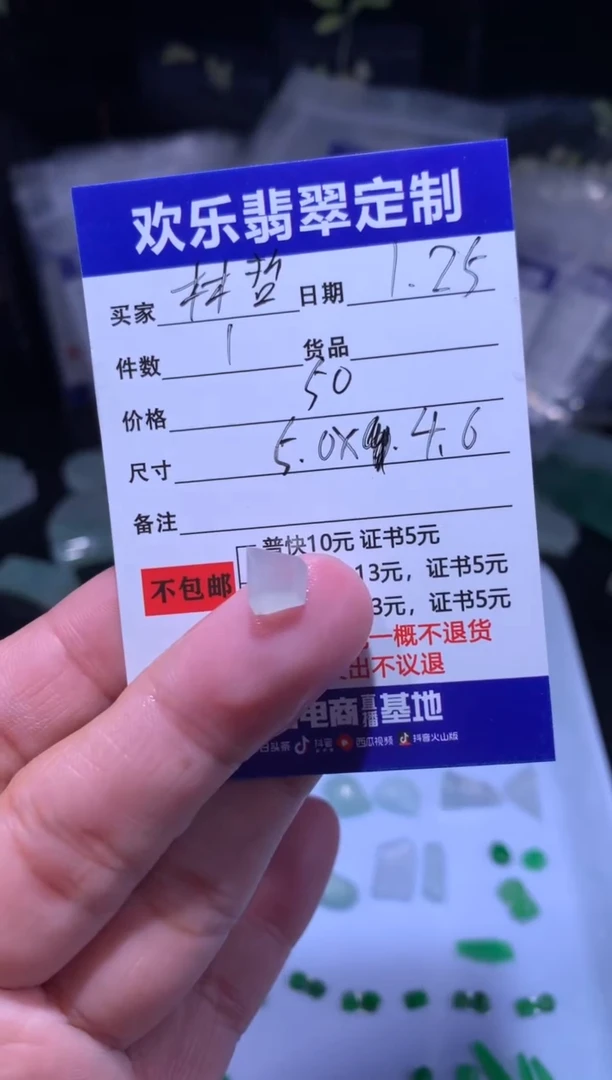 欢乐翡翠定制
买家 林哲 日期 1.25
件数 1 货品
价格 50
尺寸 5.0X 4.6
备注
普快10元 证书5元
不包邮 13元，证书5元
3元，证书5元
一概不退货
出不议退
电商直播基地
头条 抖音 西瓜视频 抖音火山版